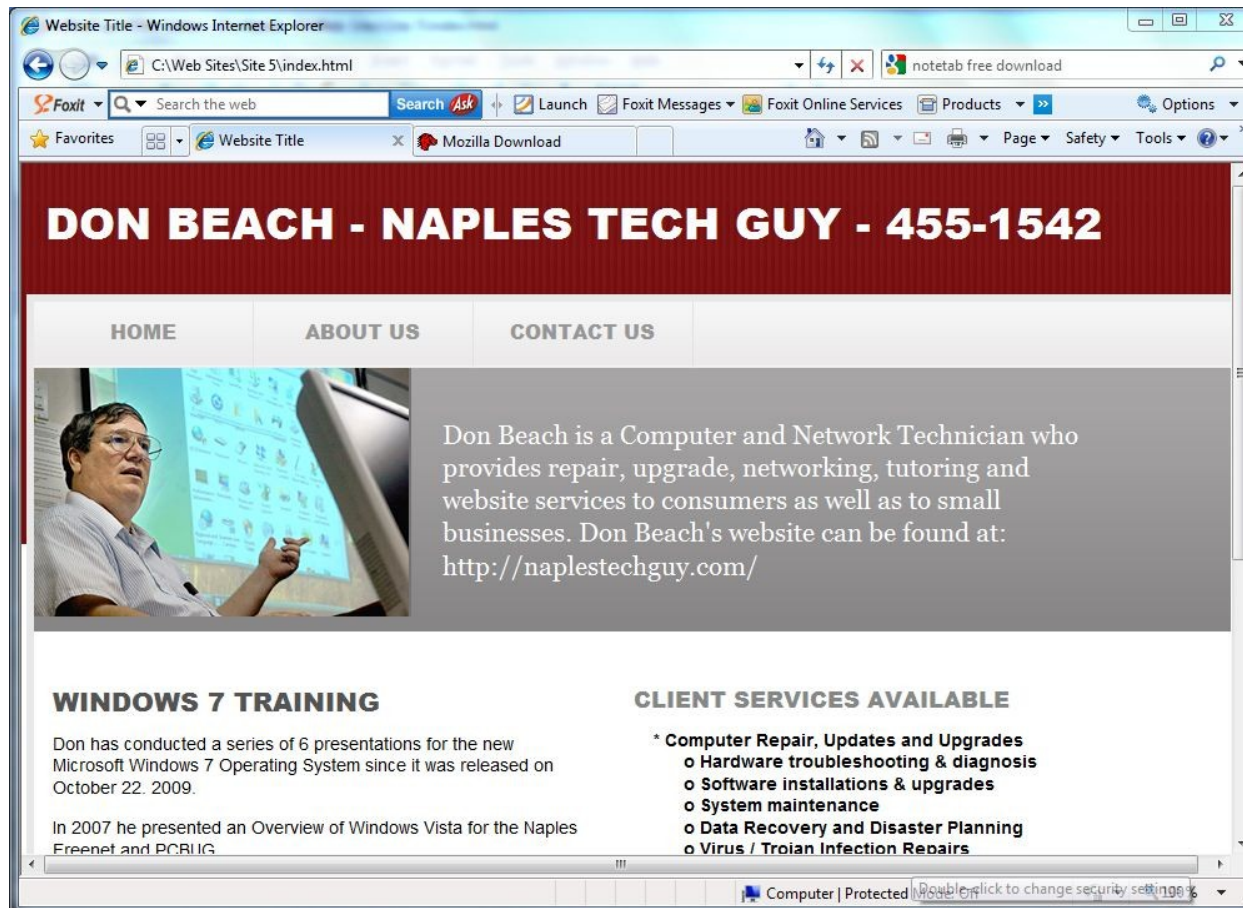 Website Title - Windows Internet Explorer
C:\Web Sites\Site 5\index.html
notetab free download
Foxit Search the web Search Ask Launch Foxit Messages Foxit Online Services Products Options
Favorites Website Title Mozilla Download Page Safety Tools
DON BEACH - NAPLES TECH GUY - 455-1542
HOME ABOUT US CONTACT US
Don Beach is a Computer and Network Technician who
provides repair, upgrade, networking, tutoring and
website services to consumers as well as to small
businesses. Don Beach's website can be found at:
http://naplestechguy.com/
WINDOWS 7 TRAINING
Don has conducted a series of 6 presentations for the new
Microsoft Windows 7 Operating System since it was released on
October 22. 2009.
In 2007 he presented an Overview of Windows Vista for the Naples
Freenet and PCBUG
CLIENT SERVICES AVAILABLE
* Computer Repair, Updates and Upgrades
o Hardware troubleshooting & diagnosis
o Software installations & upgrades
o System maintenance
o Data Recovery and Disaster Planning
o Virus / Trojan Infection Repairs
Computer | Protected Mode: Off
Double-click to change security settings